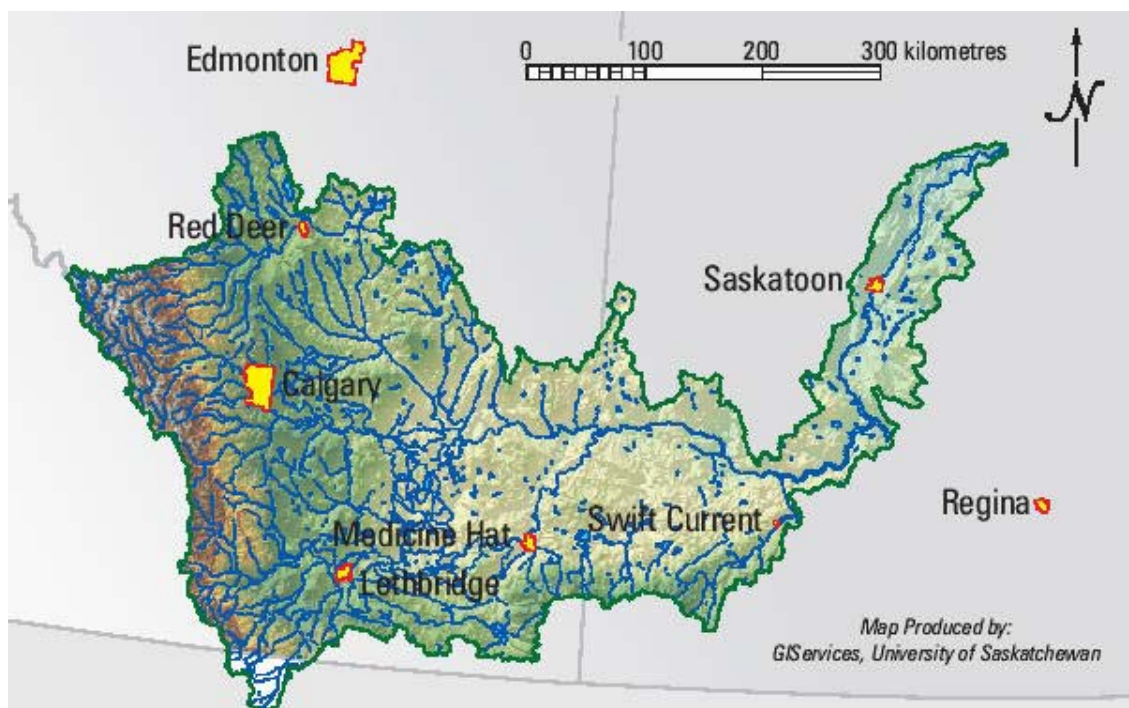 Edmonton
0 100 200 300 kilometres
N
Red Deer
Saskatoon
Calgary
Regina
Swift Current
Medicine Hat
Lethbridge
Map Produced by:
GIServices, University of Saskatchewan